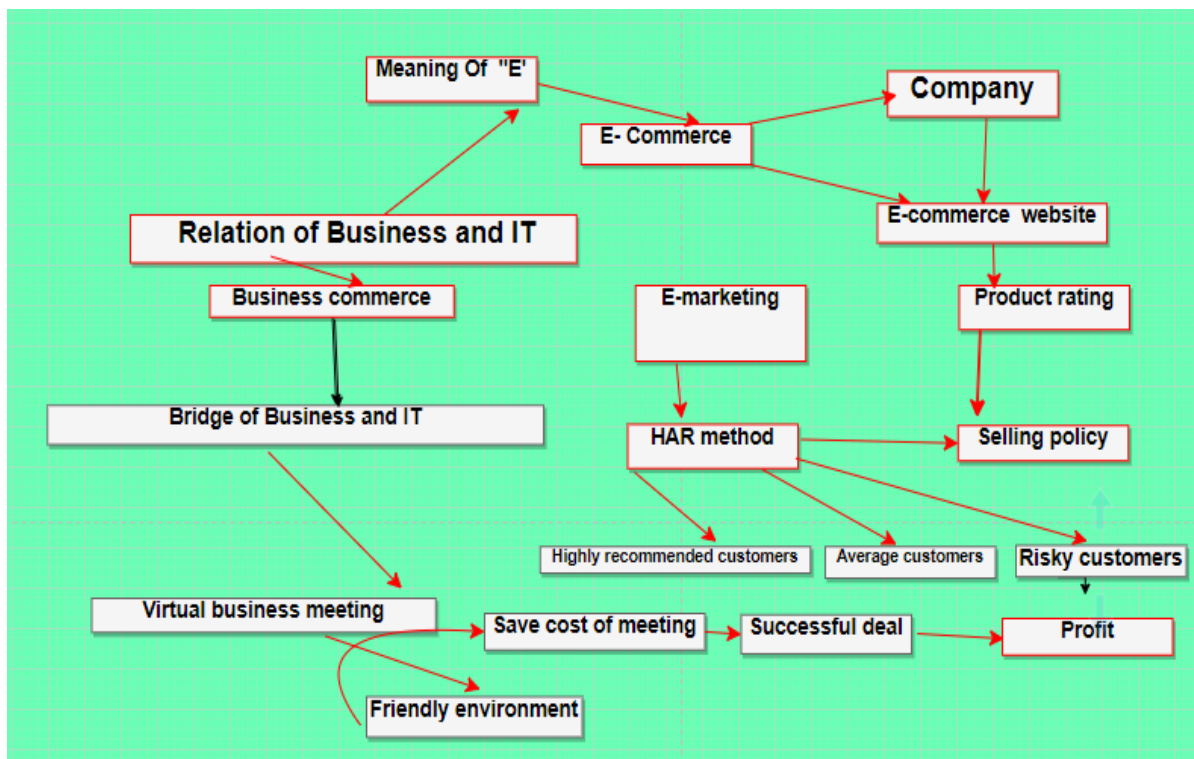 Meaning Of "E'
Company
E- Commerce
E-commerce website
Relation of Business and IT
Business commerce
E-marketing
Product rating
Bridge of Business and IT
HAR method
Selling policy
Highly recommended customers
Average customers
Risky customers
Virtual business meeting
Save cost of meeting
Successful deal
Profit
Friendly environment